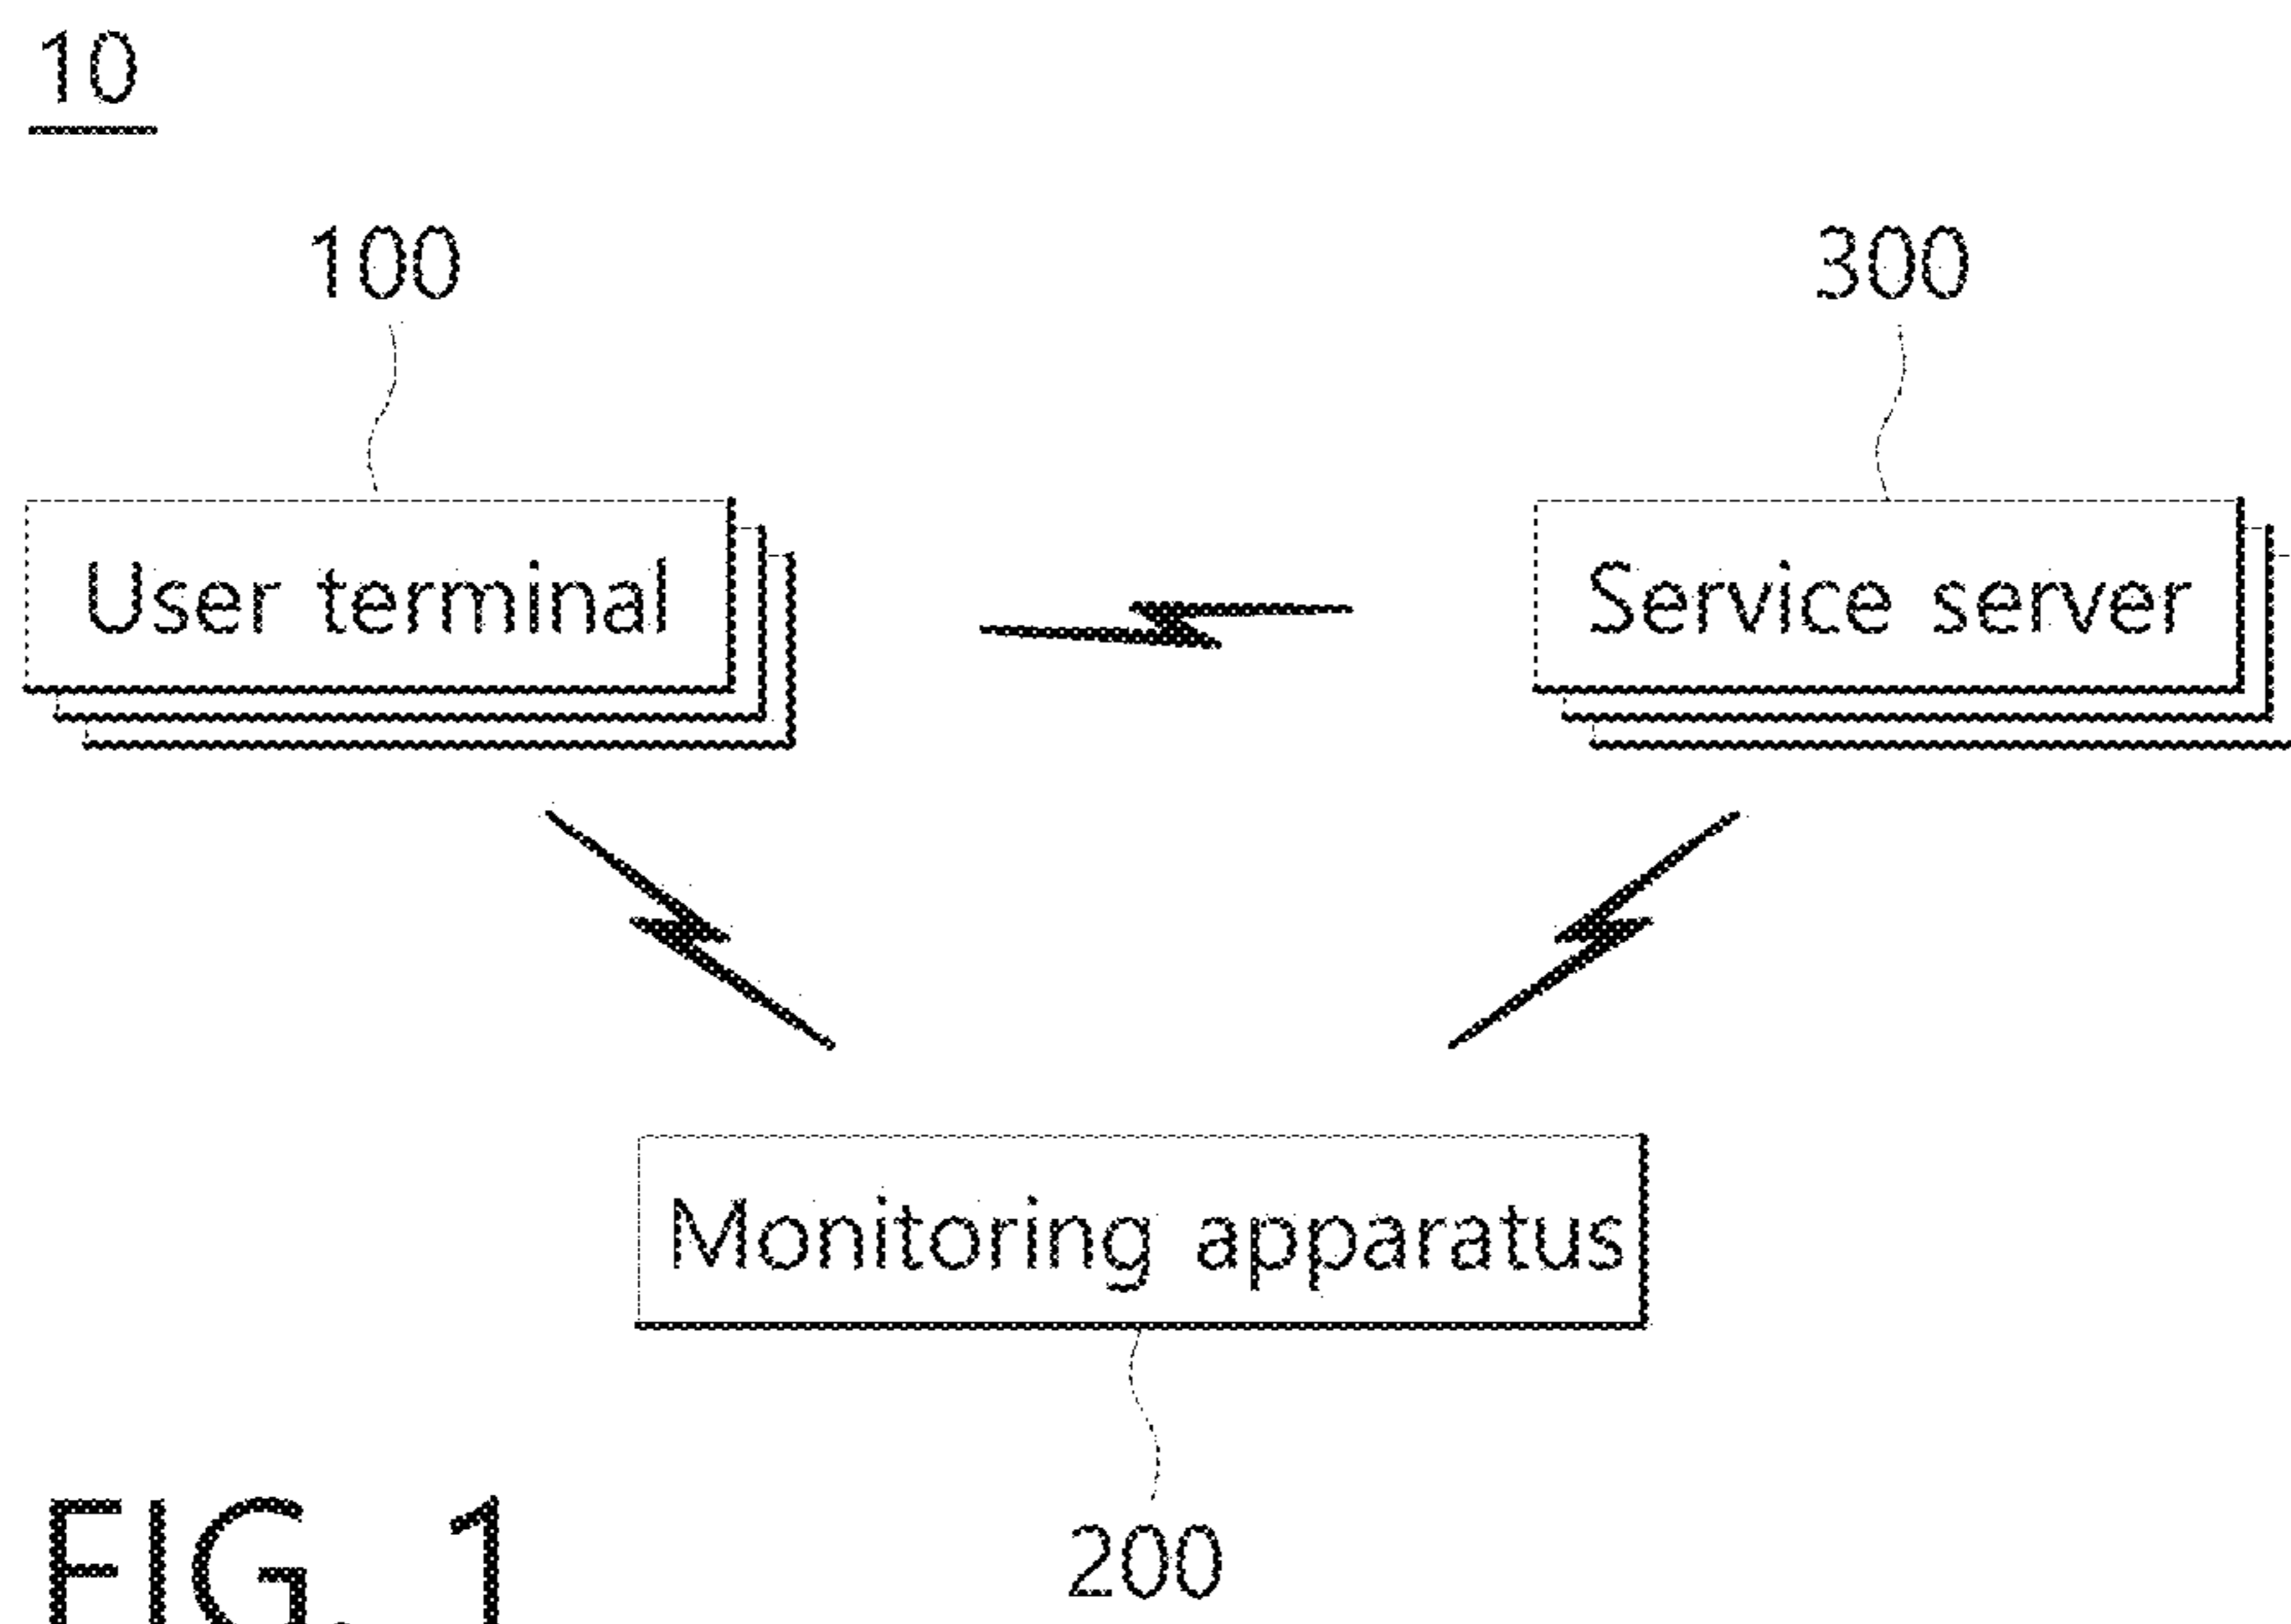 10
100
300
User terminal
Service server
Monitoring apparatus
200
FIG. 1